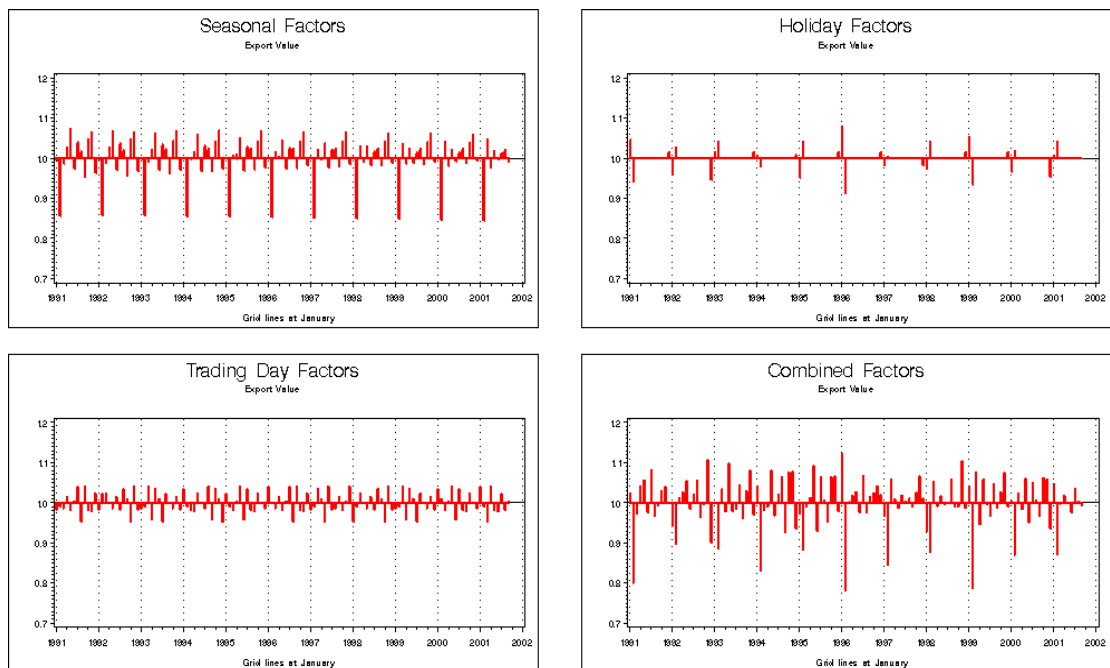 Seasonal Factors
Export Value
1.2
1.1
1.0
0.9
0.8
0.7
1991 1992 1993 1994 1995 1996 1997 1998 1999 2000 2001 2002
Grid lines at January
Holiday Factors
Export Value
1.2
1.1
1.0
0.9
0.8
0.7
1991 1992 1993 1994 1995 1996 1997 1998 1999 2000 2001 2002
Grid lines at January
Trading Day Factors
Export Value
1.2
1.1
1.0
0.9
0.8
0.7
1991 1992 1993 1994 1995 1996 1997 1998 1999 2000 2001 2002
Grid lines at January
Combined Factors
Export Value
1.2
1.1
1.0
0.9
0.8
0.7
1991 1992 1993 1994 1995 1996 1997 1998 1999 2000 2001 2002
Grid lines at January